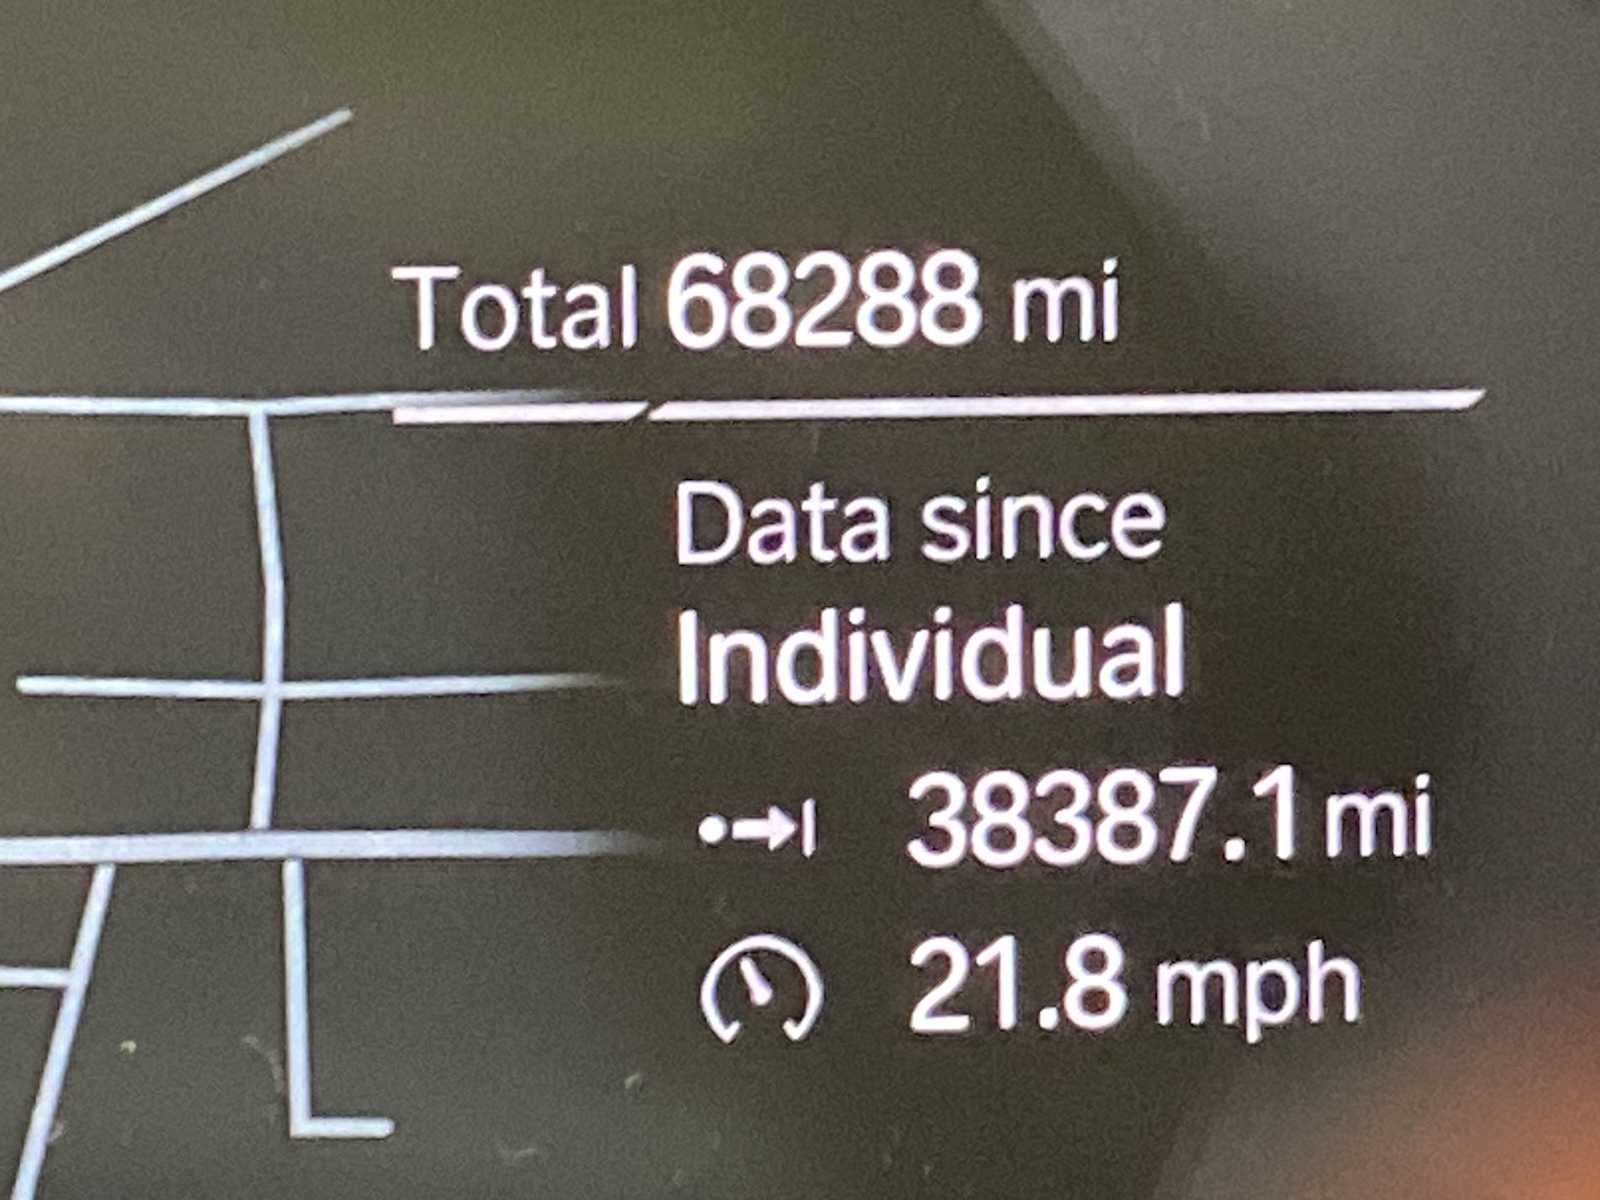 Total 68288 mi
Data since
Individual
38387.1 mi
21.8 mph